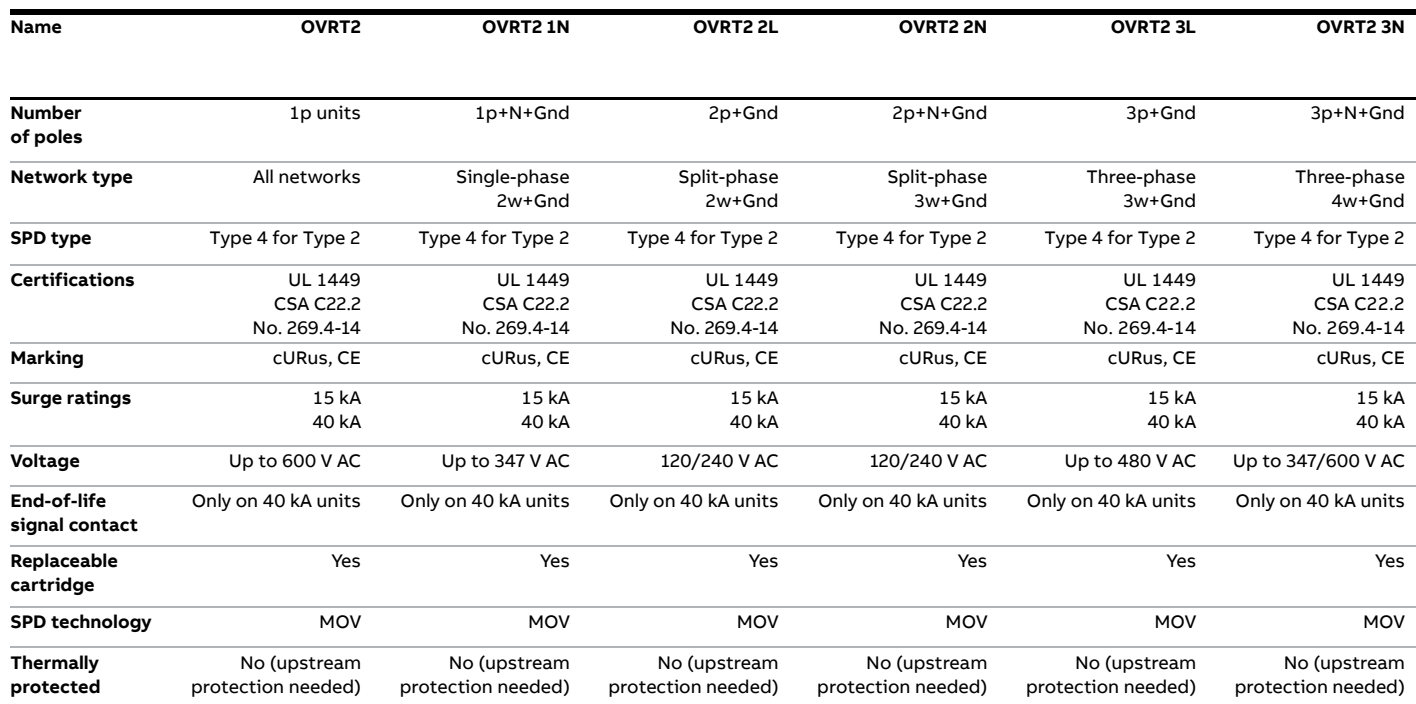 Name OVRT2 OVRT2 1N OVRT2 2L OVRT2 2N OVRT2 3L OVRT2 3N
Number 1p units 1p+N+Gnd 2p+Gnd 2p+N+Gnd 3p+Gnd 3p+N+Gnd
of poles
Network type All networks Single-phase Split-phase Split-phase Three-phase Three-phase
2w+Gnd 2w+Gnd 3w+Gnd 3w+Gnd 4w+Gnd
SPD type Type 4 for Type 2 Type 4 for Type 2 Type 4 for Type 2 Type 4 for Type 2 Type 4 for Type 2 Type 4 for Type 2
Certifications UL 1449 UL 1449 UL 1449 UL 1449 UL 1449 UL 1449
CSA C22.2 CSA C22.2 CSA C22.2 CSA C22.2 CSA C22.2 CSA C22.2
No. 269.4-14 No. 269.4-14 No. 269.4-14 No. 269.4-14 No. 269.4-14 No. 269.4-14
Marking cURus, CE cURus, CE cURus, CE cURus, CE cURus, CE cURus, CE
Surge ratings 15 kA 15 kA 15 kA 15 kA 15 kA 15 kA
40 kA 40 kA 40 kA 40 kA 40 kA 40 kA
Voltage Up to 600 V AC Up to 347 V AC 120/240 V AC 120/240 V AC Up to 480 V AC Up to 347/600 V AC
End-of-life Only on 40 kA units Only on 40 kA units Only on 40 kA units Only on 40 kA units Only on 40 kA units Only on 40 kA units
signal contact
Replaceable Yes Yes Yes Yes Yes Yes
cartridge
SPD technology MOV MOV MOV MOV MOV MOV
Thermally No (upstream No (upstream No (upstream No (upstream No (upstream No (upstream
protected protection needed) protection needed) protection needed) protection needed) protection needed) protection needed)